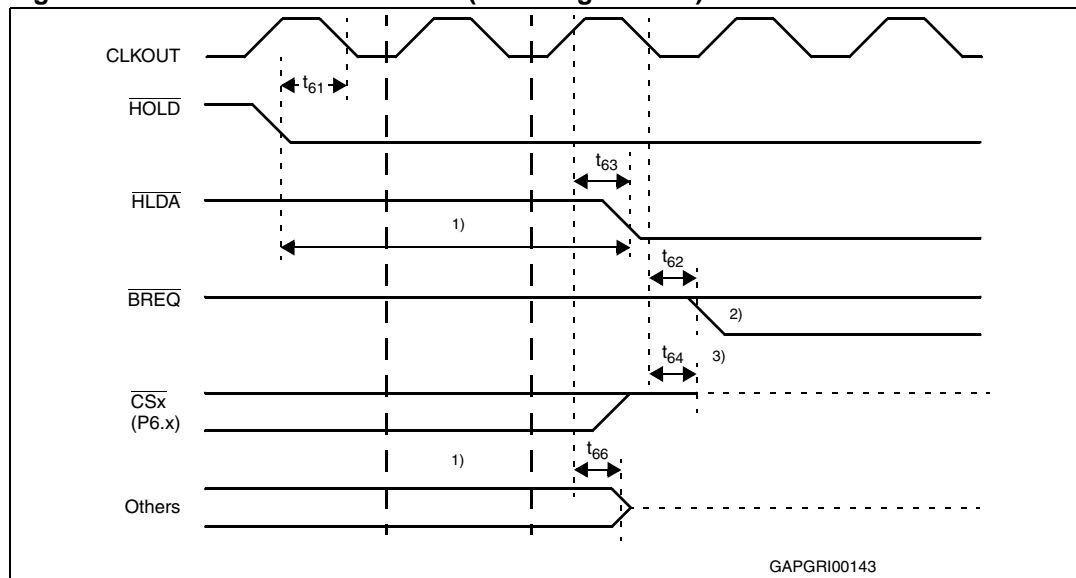 CLKOUT
t61
HOLD
t63
HLDA
1)
t62
BREQ
2)
t64
3)
CSx
(P6.x)
1)
t66
Others
GAPGRI00143